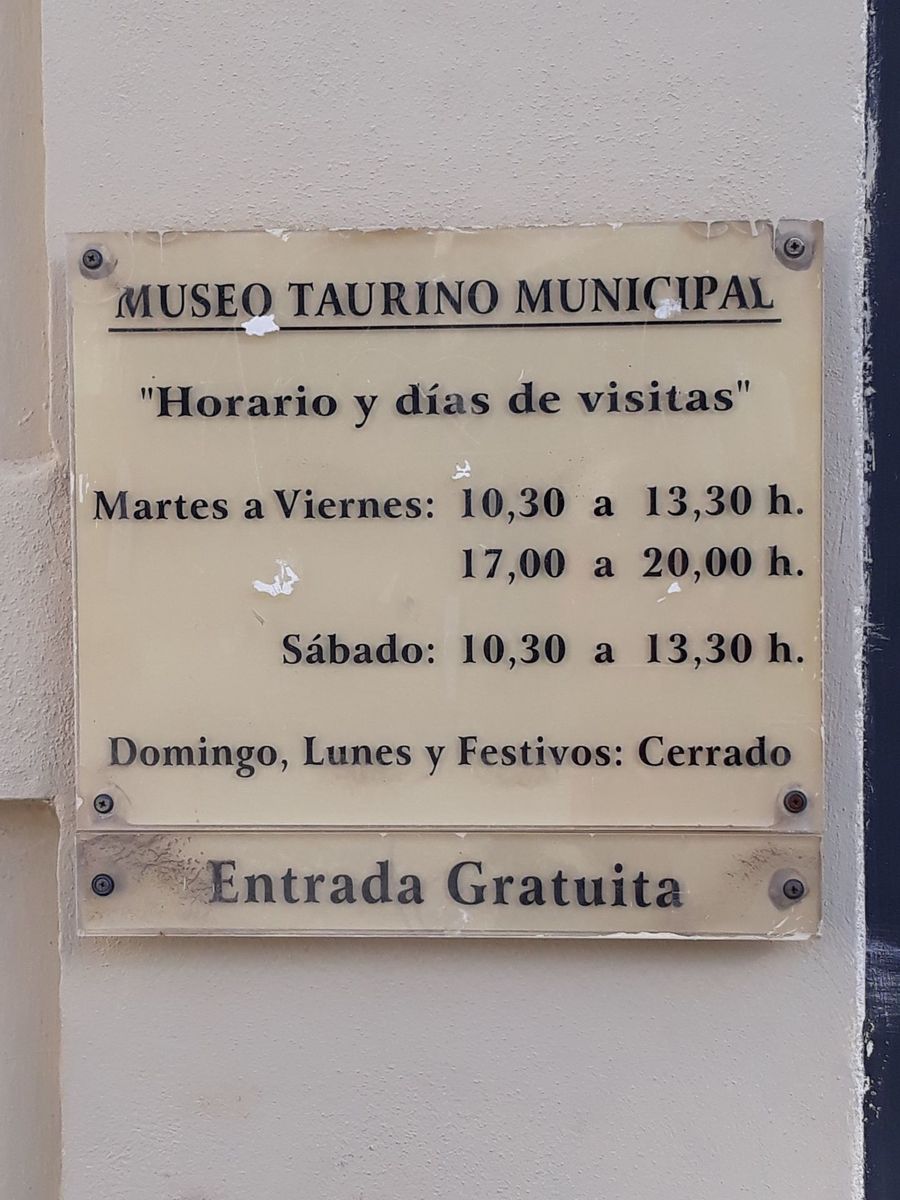 MUSEO TAURINO MUNICIPAL
"Horario y días de visitas"
Martes a Viernes: 10,30 a 13,30 h.
17,00 a 20,00 h.
Sábado: 10,30 a 13,30 h.
Domingo, Lunes y Festivos: Cerrado
Entrada Gratuita